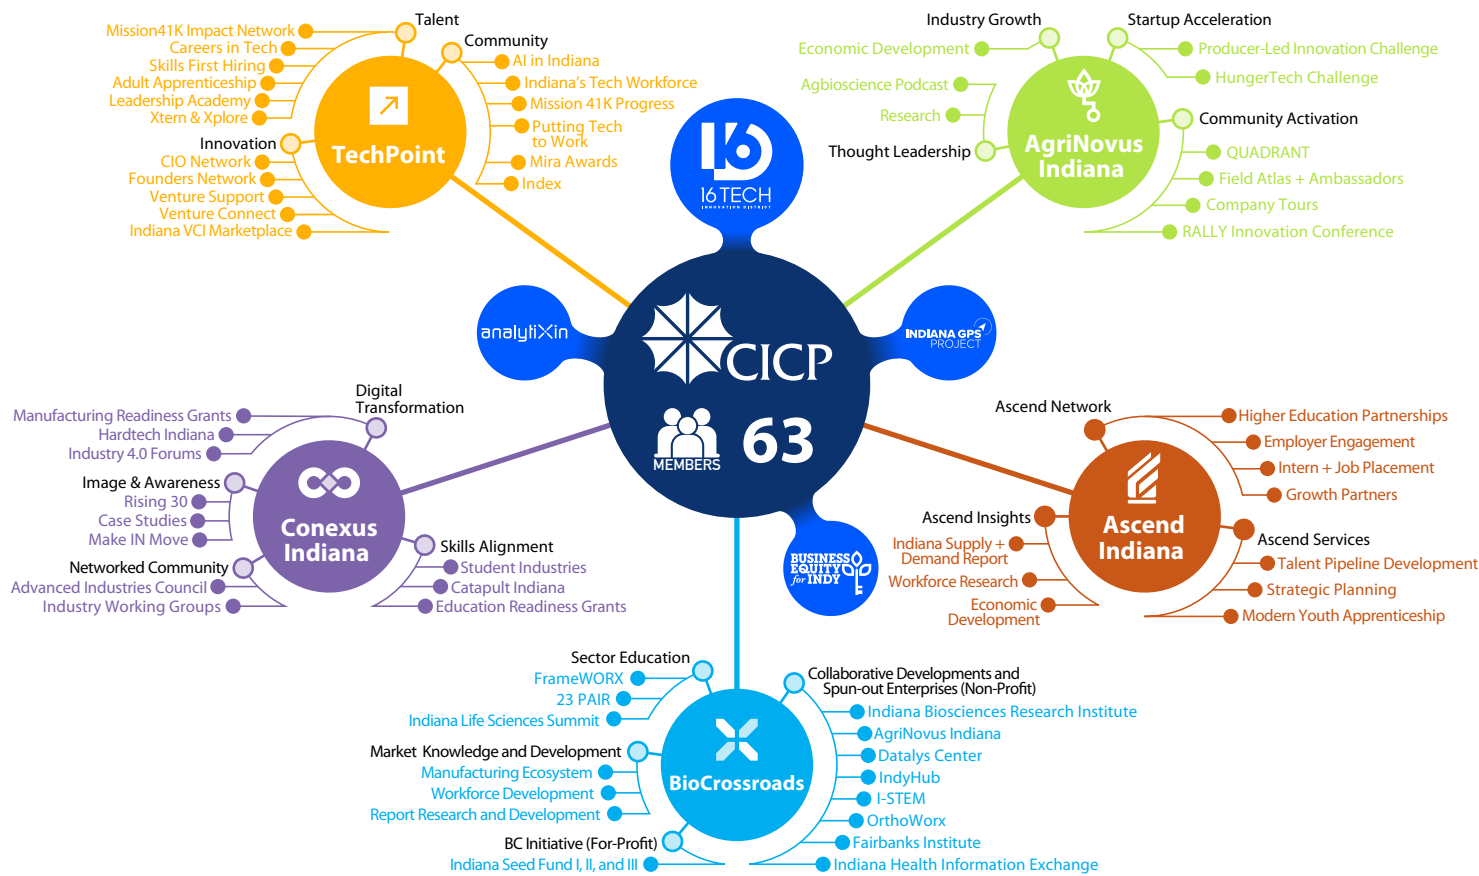 Talent
Mission41K Impact Network
Careers in Tech
Skills First Hiring
Adult Apprenticeship
Leadership Academy
Xtern & Xplore
Innovation
CIO Network
Founders Network
Venture Support
Venture Connect
Indiana VCI Marketplace
TechPoint
Community
AI in Indiana
Indiana's Tech Workforce
Mission 41K Progress
Putting Tech
to Work
Mira Awards
Index
16 TECH
INNOVATION DISTRICT
Industry Growth
Economic Development
Agbioscience Podcast
Research
Thought Leadership
AgriNovus
Indiana
Startup Acceleration
Producer-Led Innovation Challenge
HungerTech Challenge
Community Activation
QUADRANT
Field Atlas + Ambassadors
Company Tours
RALLY Innovation Conference
analytiXin
CICP
63
MEMBERS
INDIANA GPS
PROJECT
BUSINESS
EQUITY
for INDY
Digital
Transformation
Manufacturing Readiness Grants
Hardtech Indiana
Industry 4.0 Forums
Image & Awareness
Rising 30
Case Studies
Make IN Move
Networked Community
Advanced Industries Council
Industry Working Groups
Conexus
Indiana
Skills Alignment
Student Industries
Catapult Indiana
Education Readiness Grants
Ascend Network
Higher Education Partnerships
Employer Engagement
Intern + Job Placement
Growth Partners
Ascend Insights
Indiana Supply +
Demand Report
Workforce Research
Economic
Development
Ascend
Indiana
Ascend Services
Talent Pipeline Development
Strategic Planning
Modern Youth Apprenticeship
Sector Education
FrameWORX
23 PAIR
Indiana Life Sciences Summit
Market Knowledge and Development
Manufacturing Ecosystem
Workforce Development
Report Research and Development
BC Initiative (For-Profit)
Indiana Seed Fund I, II, and III
BioCrossroads
Collaborative Developments and
Spun-out Enterprises (Non-Profit)
Indiana Biosciences Research Institute
AgriNovus Indiana
Datalys Center
IndyHub
I-STEM
OrthoWorx
Fairbanks Institute
Indiana Health Information Exchange